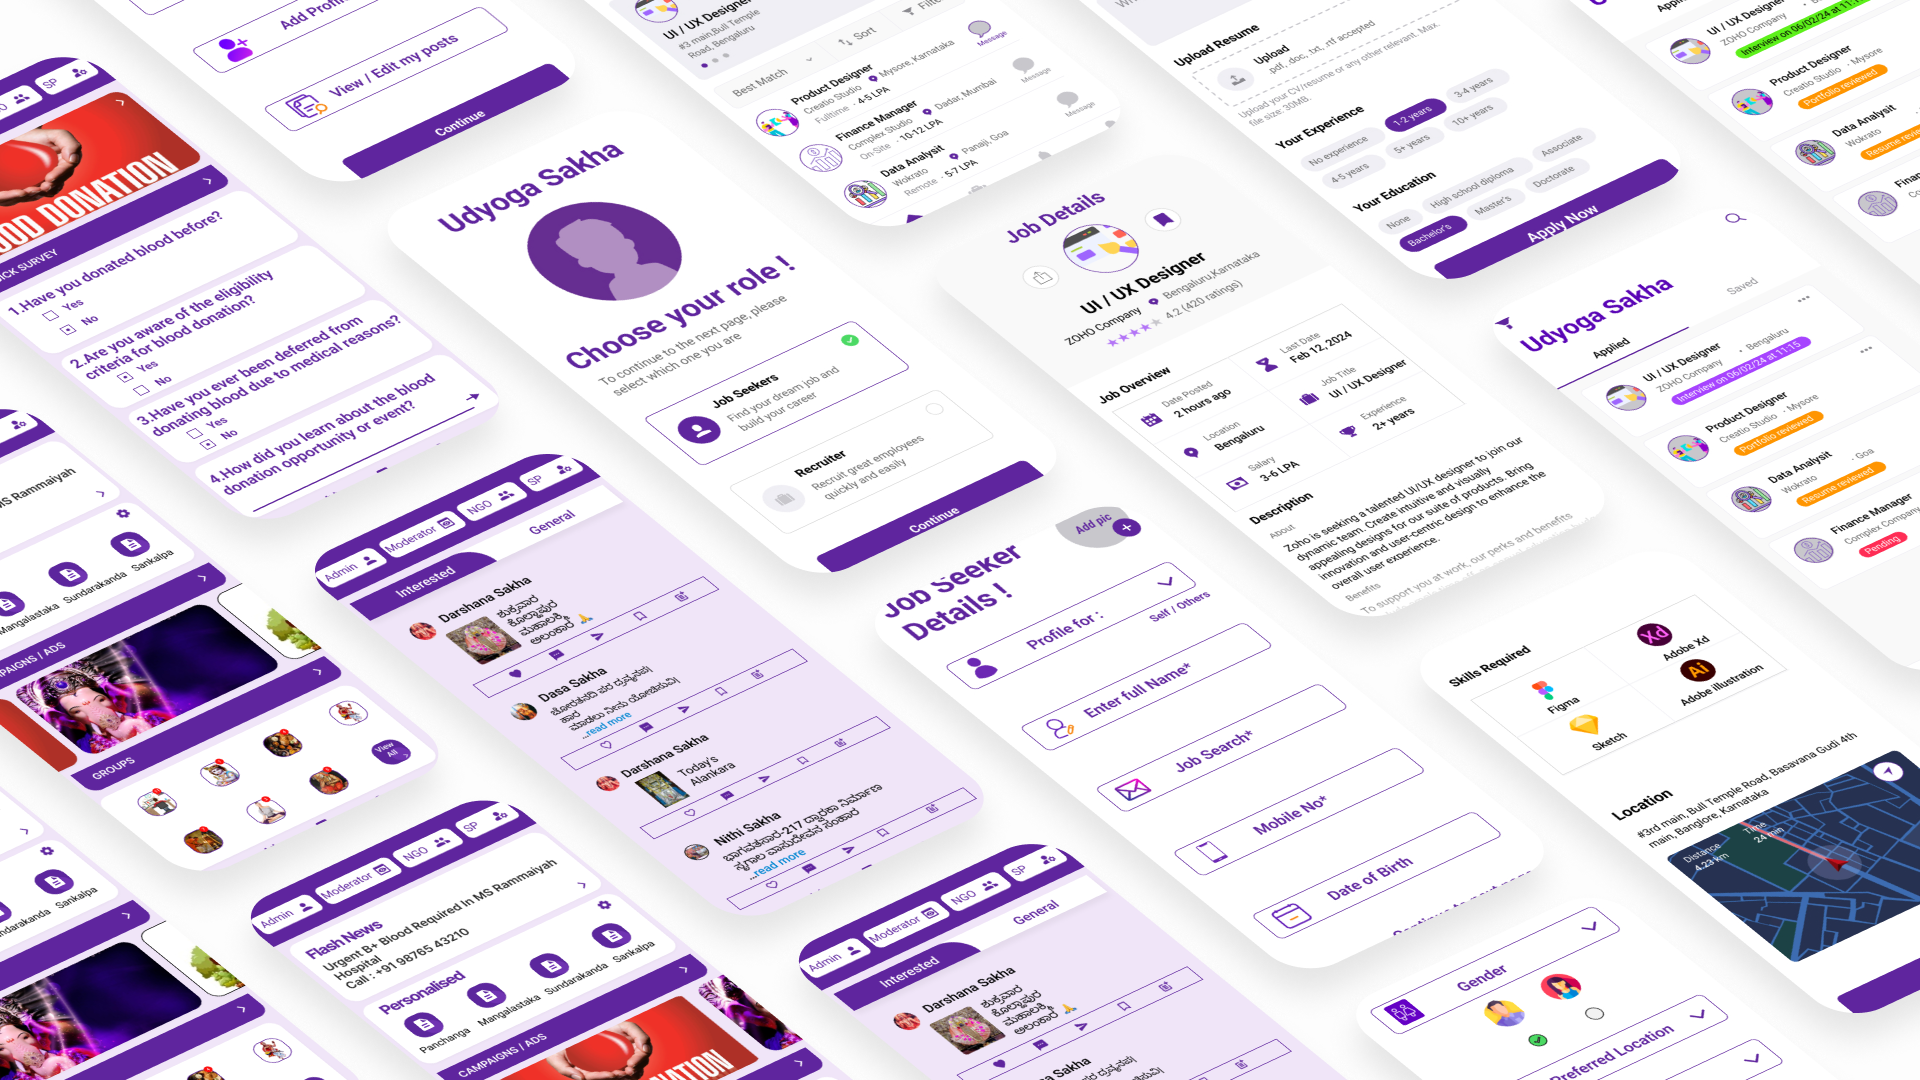 Add Profile
View / Edit my posts
Continue
SP
BLOOD DONATION
QUICK SURVEY
1.Have you donated blood before?
Yes
No
2.Are you aware of the eligibility
criteria for blood donation?
Yes
No
3.Have you ever been deferred from
donating blood due to medical reasons?
Yes
No
4.How did you learn about the blood
donation opportunity or event?
Udyoga Sakha
Choose your role !
To continue to the next page, please
select which one you are
Job Seekers
Find your dream job and
build your career
Recruiter
Recruit great employees
quickly and easily
Continue
UI / UX Designer
#3 main,Bull Temple
Road, Bengaluru
Best Match
Sort
Filter
Product Designer
Creatio Studio
Mysore, Karnataka
Fulltime · 4-5 LPA
Message
Finance Manager
Complex Studio
Dadar, Mumbai
On-Site · 10-12 LPA
Message
Data Analysit
Wokrato
Panaji, Goa
Remote · 5-7 LPA
Message
Job Details
UI / UX Designer
ZOHO Company
Bengaluru,Karnataka
4.2 (420 ratings)
Job Overview
Date Posted
2 hours ago
Last Date
Feb 12, 2024
Location
Bengaluru
Job Title
UI / UX Designer
Salary
3-6 LPA
Experience
2+ years
Description
About
Zoho is seeking a talented UI/UX designer to join our
dynamic team. Create intuitive and visually
appealing designs for our suite of products. Bring
innovation and user-centric design to enhance the
overall user experience.
Benefits
To support you at work, our perks and benefits
Upload Resume
Upload
.pdf, .doc, .txt, .rtf accepted
Upload your CV/resume or any other relevant. Max.
file size: 30MB.
Your Experience
No experience
1-2 years
3-4 years
4-5 years
5+ years
10+ years
Your Education
None
High school diploma
Associate
Bachelor's
Master's
Doctorate
Apply Now
UI / UX Designer
ZOHO Company
Interview on 06/02/24 at 11:15
Product Designer
Creatio Studio · Mysore
Portfolio reviewed
Data Analysit
Wokrato
Resume reviewed
Udyoga Sakha
Applied
Saved
UI / UX Designer
ZOHO Company · Bengaluru
Interview on 06/02/24 at 11:15
Product Designer
Creatio Studio · Mysore
Portfolio reviewed
Data Analysit
Wokrato · Goa
Resume reviewed
Finance Manager
Complex Company
Pending
Skills Required
Figma
Xd
Adobe Xd
Sketch
Ai
Adobe Illustration
Location
#3rd main, Bull Temple Road, Basavana Gudi 4th
main, Banglore, Karnataka
Distance
4.23 km
Time
24 min
Job Seeker
Details !
Add pic
Profile for :
Self / Others
Enter full Name*
Job Search*
Mobile No*
Date of Birth
Gender
Preferred Location
Admin
Moderator
NGO
SP
Interested
General
Darshana Sakha
ಶುಕ್ರವಾರ
ಕೊಲ್ಹಾಪುರ
ಮಹಾಲಕ್ಷ್ಮಿ
ಅಲಂಕಾರ 🙏
Dasa Sakha
...read more
Darshana Sakha
Today's
Alankara
Nithi Sakha
...read more
MS Rammaiyah
Mangalastaka
Sundarakanda
Sankalpa
CAMPAIGNS / ADS
GROUPS
View
All
Sundarakanda
Sankalpa
Admin
Moderator
NGO
SP
Flash News
Urgent B+ Blood Required In MS Rammaiyah
Hospital
Call : +91 98765 43210
Personalised
Panchanga
Mangalastaka
Sundarakanda
Sankalpa
CAMPAIGNS / ADS
Admin
Moderator
NGO
SP
Interested
General
Darshana Sakha
ಶುಕ್ರವಾರ
ಕೊಲ್ಹಾಪುರ
ಮಹಾಲಕ್ಷ್ಮಿ
ಅಲಂಕಾರ 🙏
Dasa Sakha